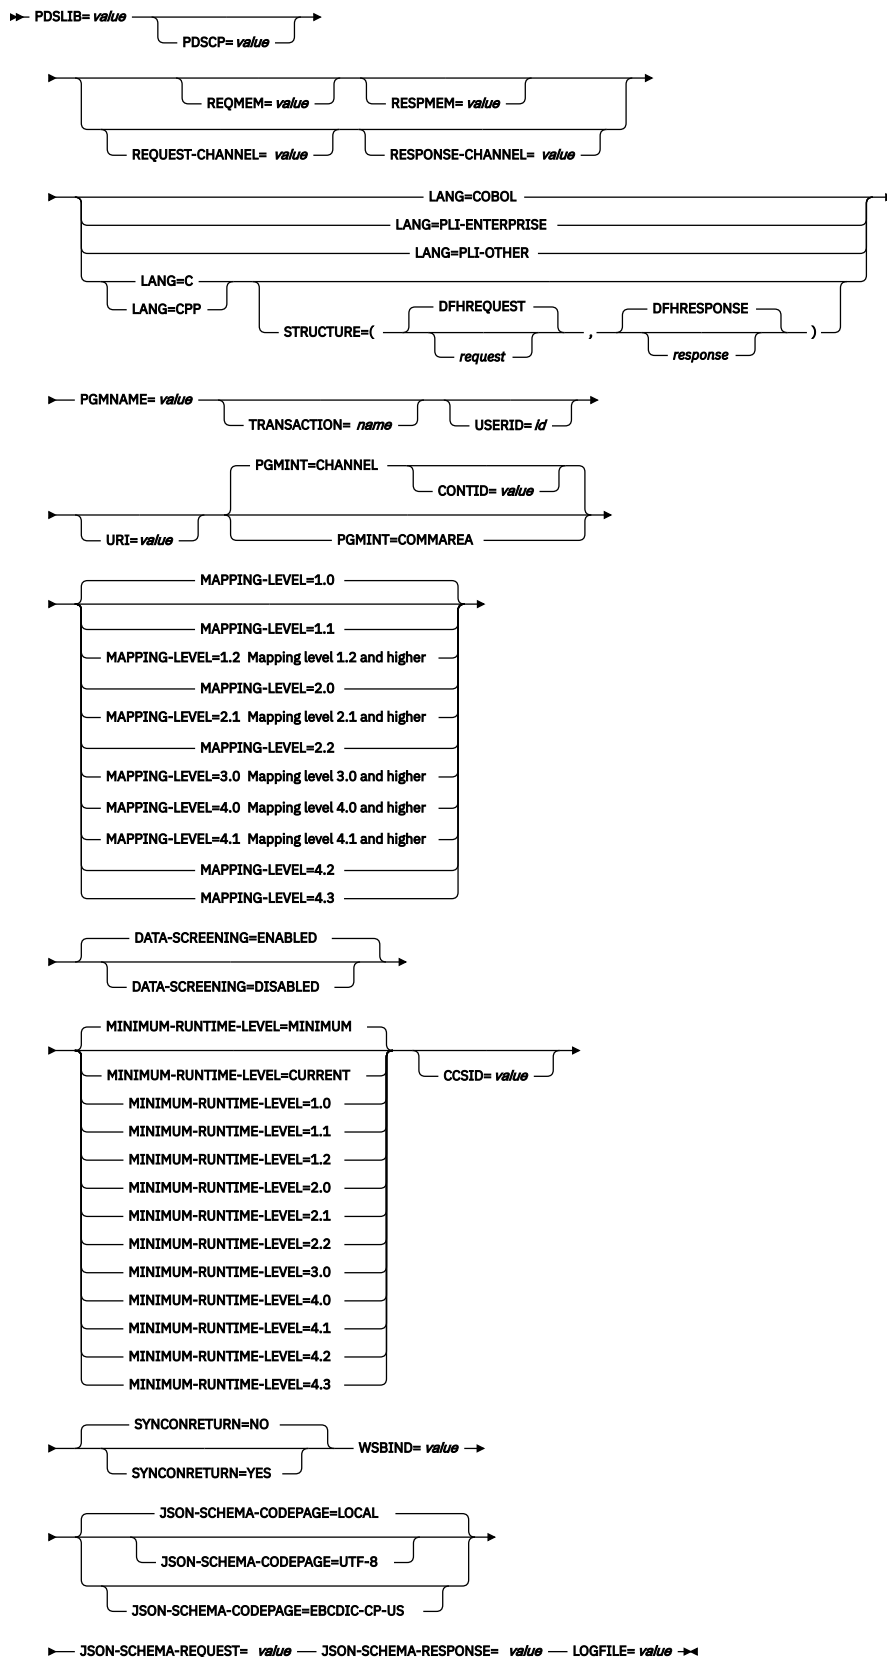 PDSLIB= value
PDSCP= value
REQMEM= value RESPMEM= value
REQUEST-CHANNEL= value RESPONSE-CHANNEL= value
LANG=COBOL
LANG=PLI-ENTERPRISE
LANG=PLI-OTHER
LANG=C
LANG=CPP
DFHREQUEST DFHRESPONSE
STRUCTURE=( , )
request response
PGMNAME= value
TRANSACTION= name USERID= id
PGMINT=CHANNEL
CONTID= value
URI= value PGMINT=COMMAREA
MAPPING-LEVEL=1.0
MAPPING-LEVEL=1.1
MAPPING-LEVEL=1.2 Mapping level 1.2 and higher
MAPPING-LEVEL=2.0
MAPPING-LEVEL=2.1 Mapping level 2.1 and higher
MAPPING-LEVEL=2.2
MAPPING-LEVEL=3.0 Mapping level 3.0 and higher
MAPPING-LEVEL=4.0 Mapping level 4.0 and higher
MAPPING-LEVEL=4.1 Mapping level 4.1 and higher
MAPPING-LEVEL=4.2
MAPPING-LEVEL=4.3
DATA-SCREENING=ENABLED
DATA-SCREENING=DISABLED
MINIMUM-RUNTIME-LEVEL=MINIMUM
MINIMUM-RUNTIME-LEVEL=CURRENT CCSID= value
MINIMUM-RUNTIME-LEVEL=1.0
MINIMUM-RUNTIME-LEVEL=1.1
MINIMUM-RUNTIME-LEVEL=1.2
MINIMUM-RUNTIME-LEVEL=2.0
MINIMUM-RUNTIME-LEVEL=2.1
MINIMUM-RUNTIME-LEVEL=2.2
MINIMUM-RUNTIME-LEVEL=3.0
MINIMUM-RUNTIME-LEVEL=4.0
MINIMUM-RUNTIME-LEVEL=4.1
MINIMUM-RUNTIME-LEVEL=4.2
MINIMUM-RUNTIME-LEVEL=4.3
SYNCONRETURN=NO
WSBIND= value
SYNCONRETURN=YES
JSON-SCHEMA-CODEPAGE=LOCAL
JSON-SCHEMA-CODEPAGE=UTF-8
JSON-SCHEMA-CODEPAGE=EBCDIC-CP-US
JSON-SCHEMA-REQUEST= value JSON-SCHEMA-RESPONSE= value LOGFILE= value